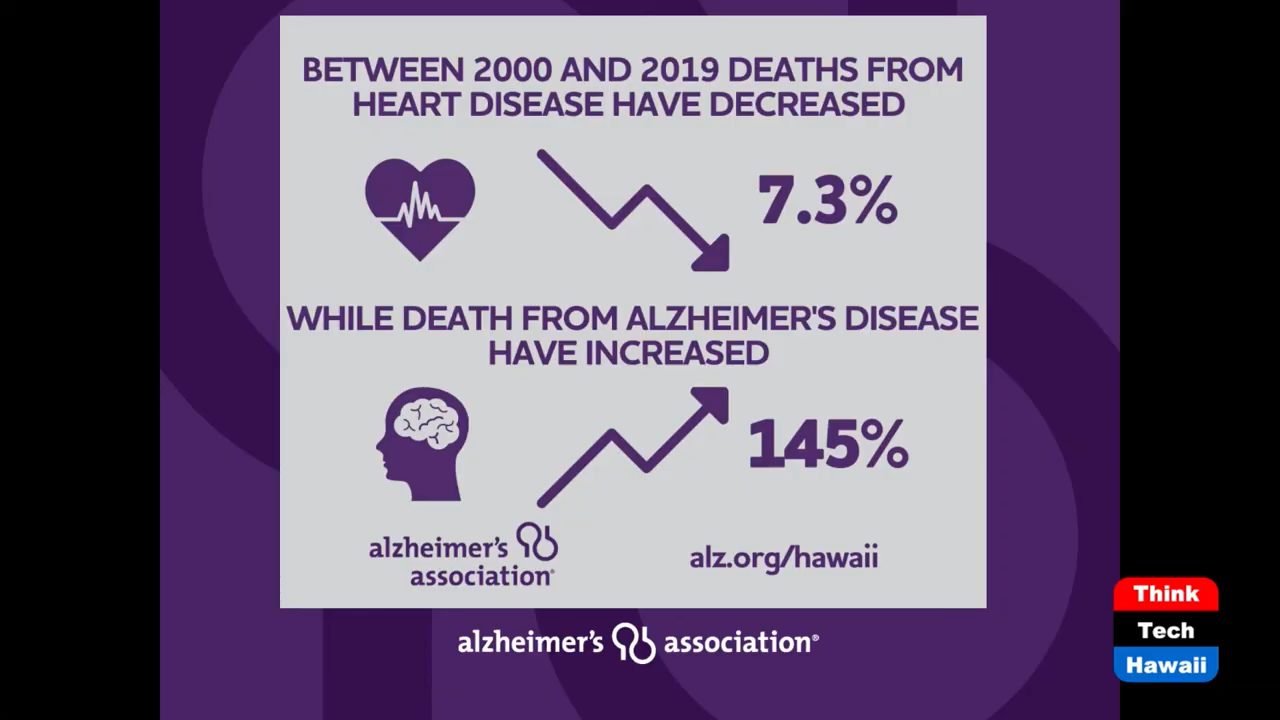 BETWEEN 2000 AND 2019 DEATHS FROM
HEART DISEASE HAVE DECREASED
7.3%
WHILE DEATH FROM ALZHEIMER'S DISEASE
HAVE INCREASED
145%
alzheimer's
association®
alz.org/hawaii
alzheimer's association®
Think
Tech
Hawaii